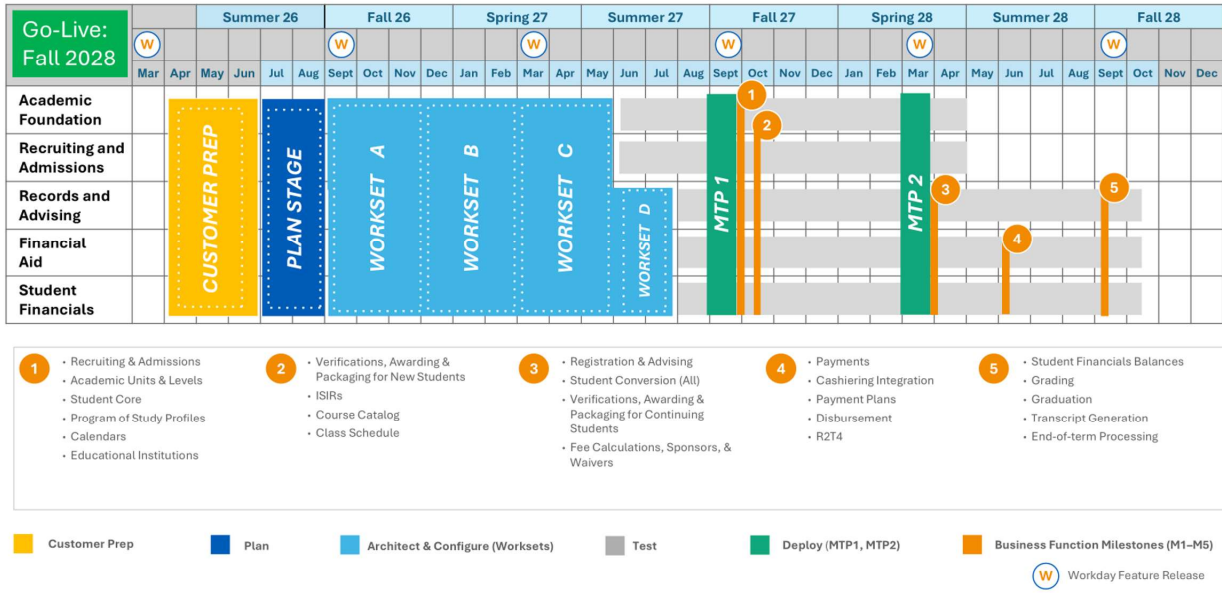 Go-Live:
Fall 2028
Summer 26 Fall 26 Spring 27 Summer 27 Fall 27 Spring 28 Summer 28 Fall 28
W W W W W W
Mar Apr May Jun Jul Aug Sept Oct Nov Dec Jan Feb Mar Apr May Jun Jul Aug Sept Oct Nov Dec Jan Feb Mar Apr May Jun Jul Aug Sept Oct Nov Dec
Academic
Foundation
Recruiting and
Admissions
Records and
Advising
Financial
Aid
Student
Financials
CUSTOMER PREP
PLAN STAGE
WORKSET A
WORKSET B
WORKSET C
WORKSET D
MTP 1
1
2
MTP 2
3
4
5
1
· Recruiting & Admissions
· Academic Units & Levels
· Student Core
· Program of Study Profiles
· Calendars
· Educational Institutions
2
· Verifications, Awarding &
Packaging for New Students
· ISIRs
· Course Catalog
· Class Schedule
3
· Registration & Advising
· Student Conversion (All)
· Verifications, Awarding &
Packaging for Continuing
Students
· Fee Calculations, Sponsors, &
Waivers
4
· Payments
· Cashiering Integration
· Payment Plans
· Disbursement
· R2T4
5
· Student Financials Balances
· Grading
· Graduation
· Transcript Generation
· End-of-term Processing
Customer Prep
Plan
Architect & Configure (Worksets)
Test
Deploy (MTP1, MTP2)
Business Function Milestones (M1–M5)
W Workday Feature Release